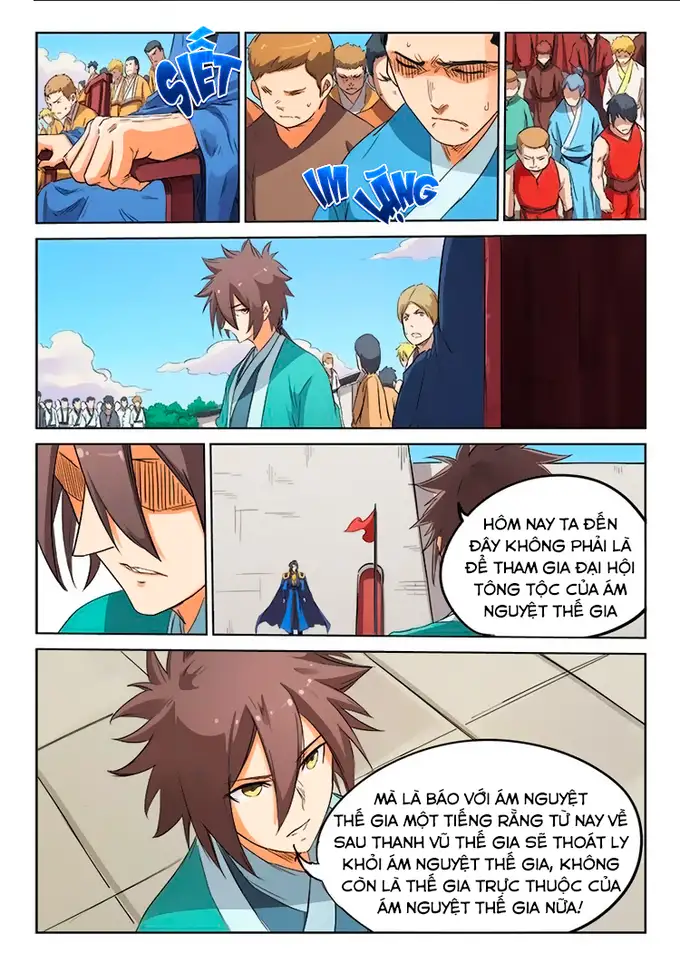 SIẾT
IM
LẶNG
HÔM NAY TA ĐẾN
ĐÂY KHÔNG PHẢI LÀ
ĐỂ THAM GIA ĐẠI HỘI
TÔNG TỘC CỦA ÁM
NGUYỆT THẾ GIA
MÀ LÀ BÁO VỚI ÁM NGUYỆT
THẾ GIA MỘT TIẾNG RẰNG TỪ NAY VỀ
SAU THANH VŨ THẾ GIA SẼ THOÁT LY
KHỎI ÁM NGUYỆT THẾ GIA, KHÔNG
CÒN LÀ THẾ GIA TRỰC THUỘC CỦA
ÁM NGUYỆT THẾ GIA NỮA!